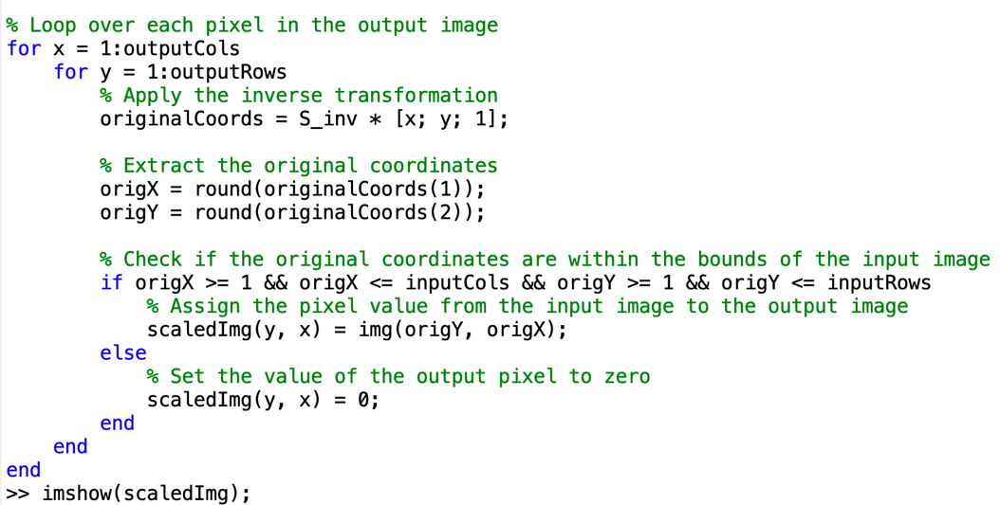 % Loop over each pixel in the output image
for x = 1:outputCols
    for y = 1:outputRows
        % Apply the inverse transformation
        originalCoords = S_inv * [x; y; 1];

        % Extract the original coordinates
        origX = round(originalCoords(1));
        origY = round(originalCoords(2));

        % Check if the original coordinates are within the bounds of the input image
        if origX >= 1 && origX <= inputCols && origY >= 1 && origY <= inputRows
            % Assign the pixel value from the input image to the output image
            scaledImg(y, x) = img(origY, origX);
        else
            % Set the value of the output pixel to zero
            scaledImg(y, x) = 0;
        end
    end
end
>> imshow(scaledImg);